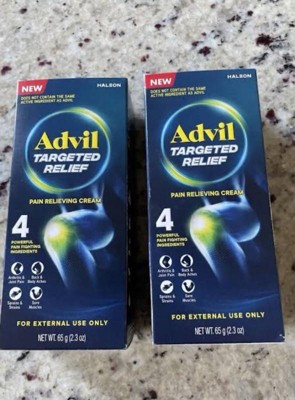 NEW
HALEON
DOES NOT CONTAIN THE SAME
ACTIVE INGREDIENT AS ADVIL
Advil
TARGETED
RELIEF
PAIN RELIEVING CREAM
4
POWERFUL
PAIN FIGHTING
INGREDIENTS
Arthritis &
Joint Pain
Back &
Body Aches
Sprains &
Strains
Sore
Muscles
FOR EXTERNAL USE ONLY
NET WT. 65 g (2.3 oz)
NEW
HALEON
DOES NOT CONTAIN THE SAME
ACTIVE INGREDIENT AS ADVIL
Advil
TARGETED
RELIEF
PAIN RELIEVING CREAM
4
POWERFUL
PAIN FIGHTING
INGREDIENTS
Arthritis &
Joint Pain
Back &
Body Aches
Sprains &
Strains
Sore
Muscles
FOR EXTERNAL USE ONLY
NET WT. 65 g (2.3 oz)